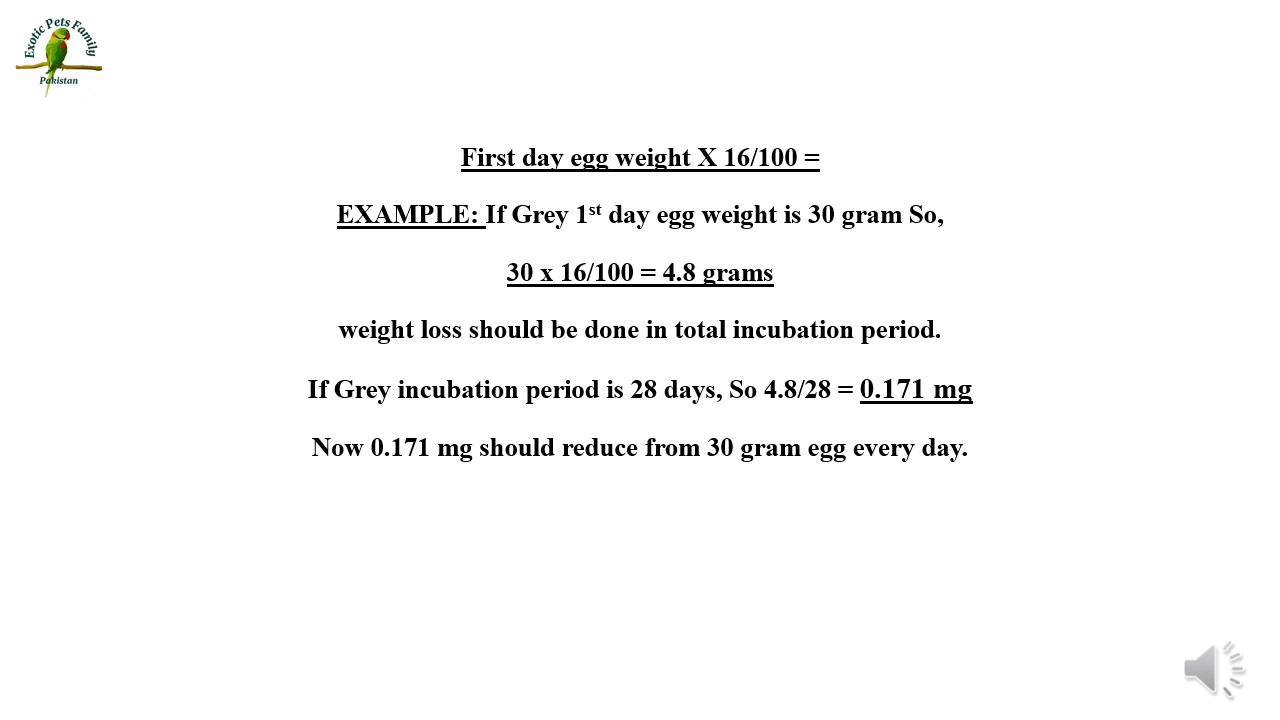 Exotic Pets Family
Pakistan
First day egg weight X 16/100 =
EXAMPLE: If Grey 1st day egg weight is 30 gram So,
30 x 16/100 = 4.8 grams
weight loss should be done in total incubation period.
If Grey incubation period is 28 days, So 4.8/28 = 0.171 mg
Now 0.171 mg should reduce from 30 gram egg every day.